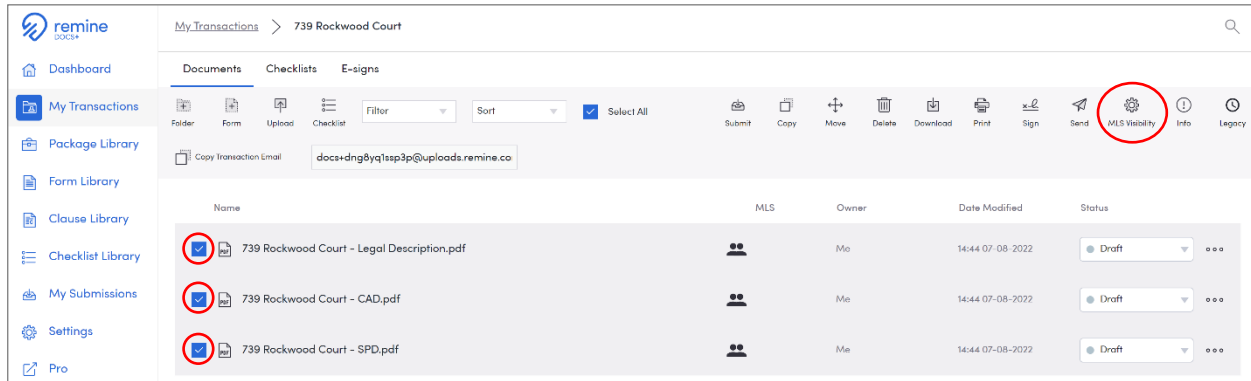 remine
DOCS+
My Transactions > 739 Rockwood Court
Dashboard
My Transactions
Package Library
Form Library
Clause Library
Checklist Library
My Submissions
Settings
Pro
Documents Checklists E-signs
Folder Form Upload Checklist Filter Sort Select All Submit Copy Move Delete Download Print Sign Send MLS Visibility Info Legacy
Copy Transaction Email docs+dng8yq1ssp3p@uploads.remine.co
Name MLS Owner Date Modified Status
PDF 739 Rockwood Court - Legal Description.pdf Me 14:44 07-08-2022 Draft
PDF 739 Rockwood Court - CAD.pdf Me 14:44 07-08-2022 Draft
PDF 739 Rockwood Court - SPD.pdf Me 14:44 07-08-2022 Draft